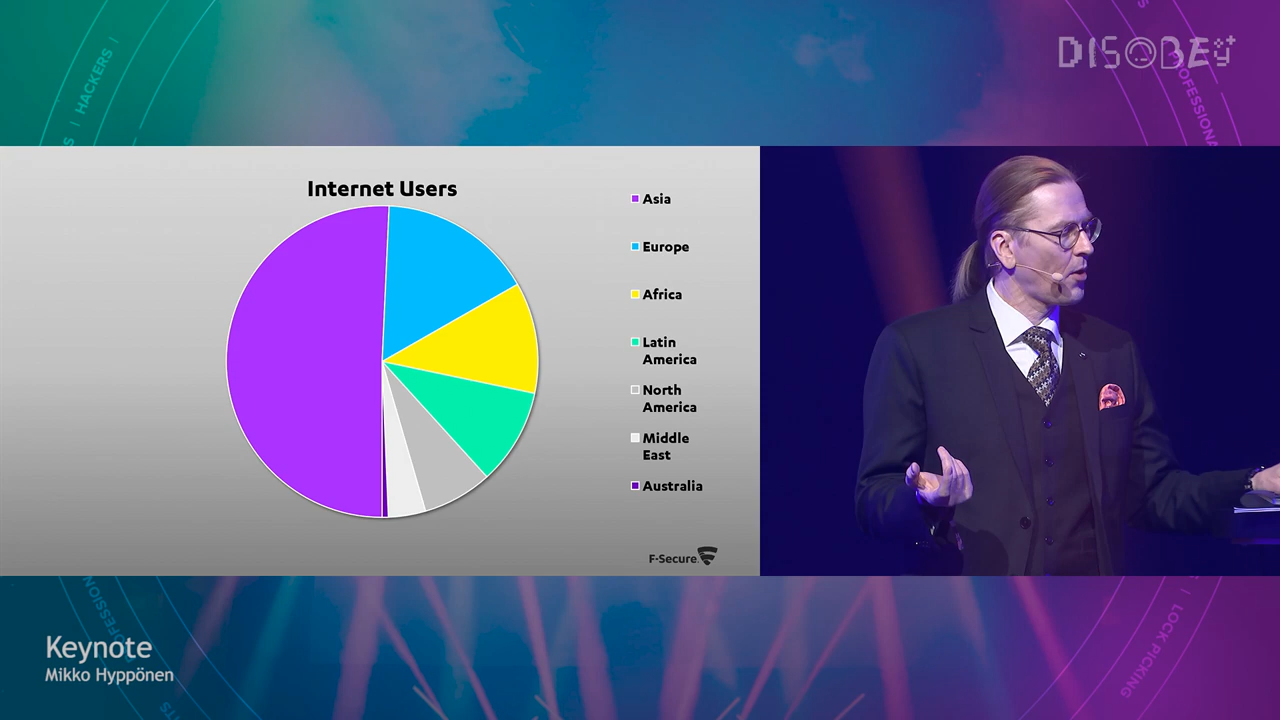 HACKERS |
DISOBEY
Internet Users
Asia
Europe
Africa
Latin
America
North
America
Middle
East
Australia
F-Secure
Keynote
Mikko Hyppönen
| LOCK PICKING